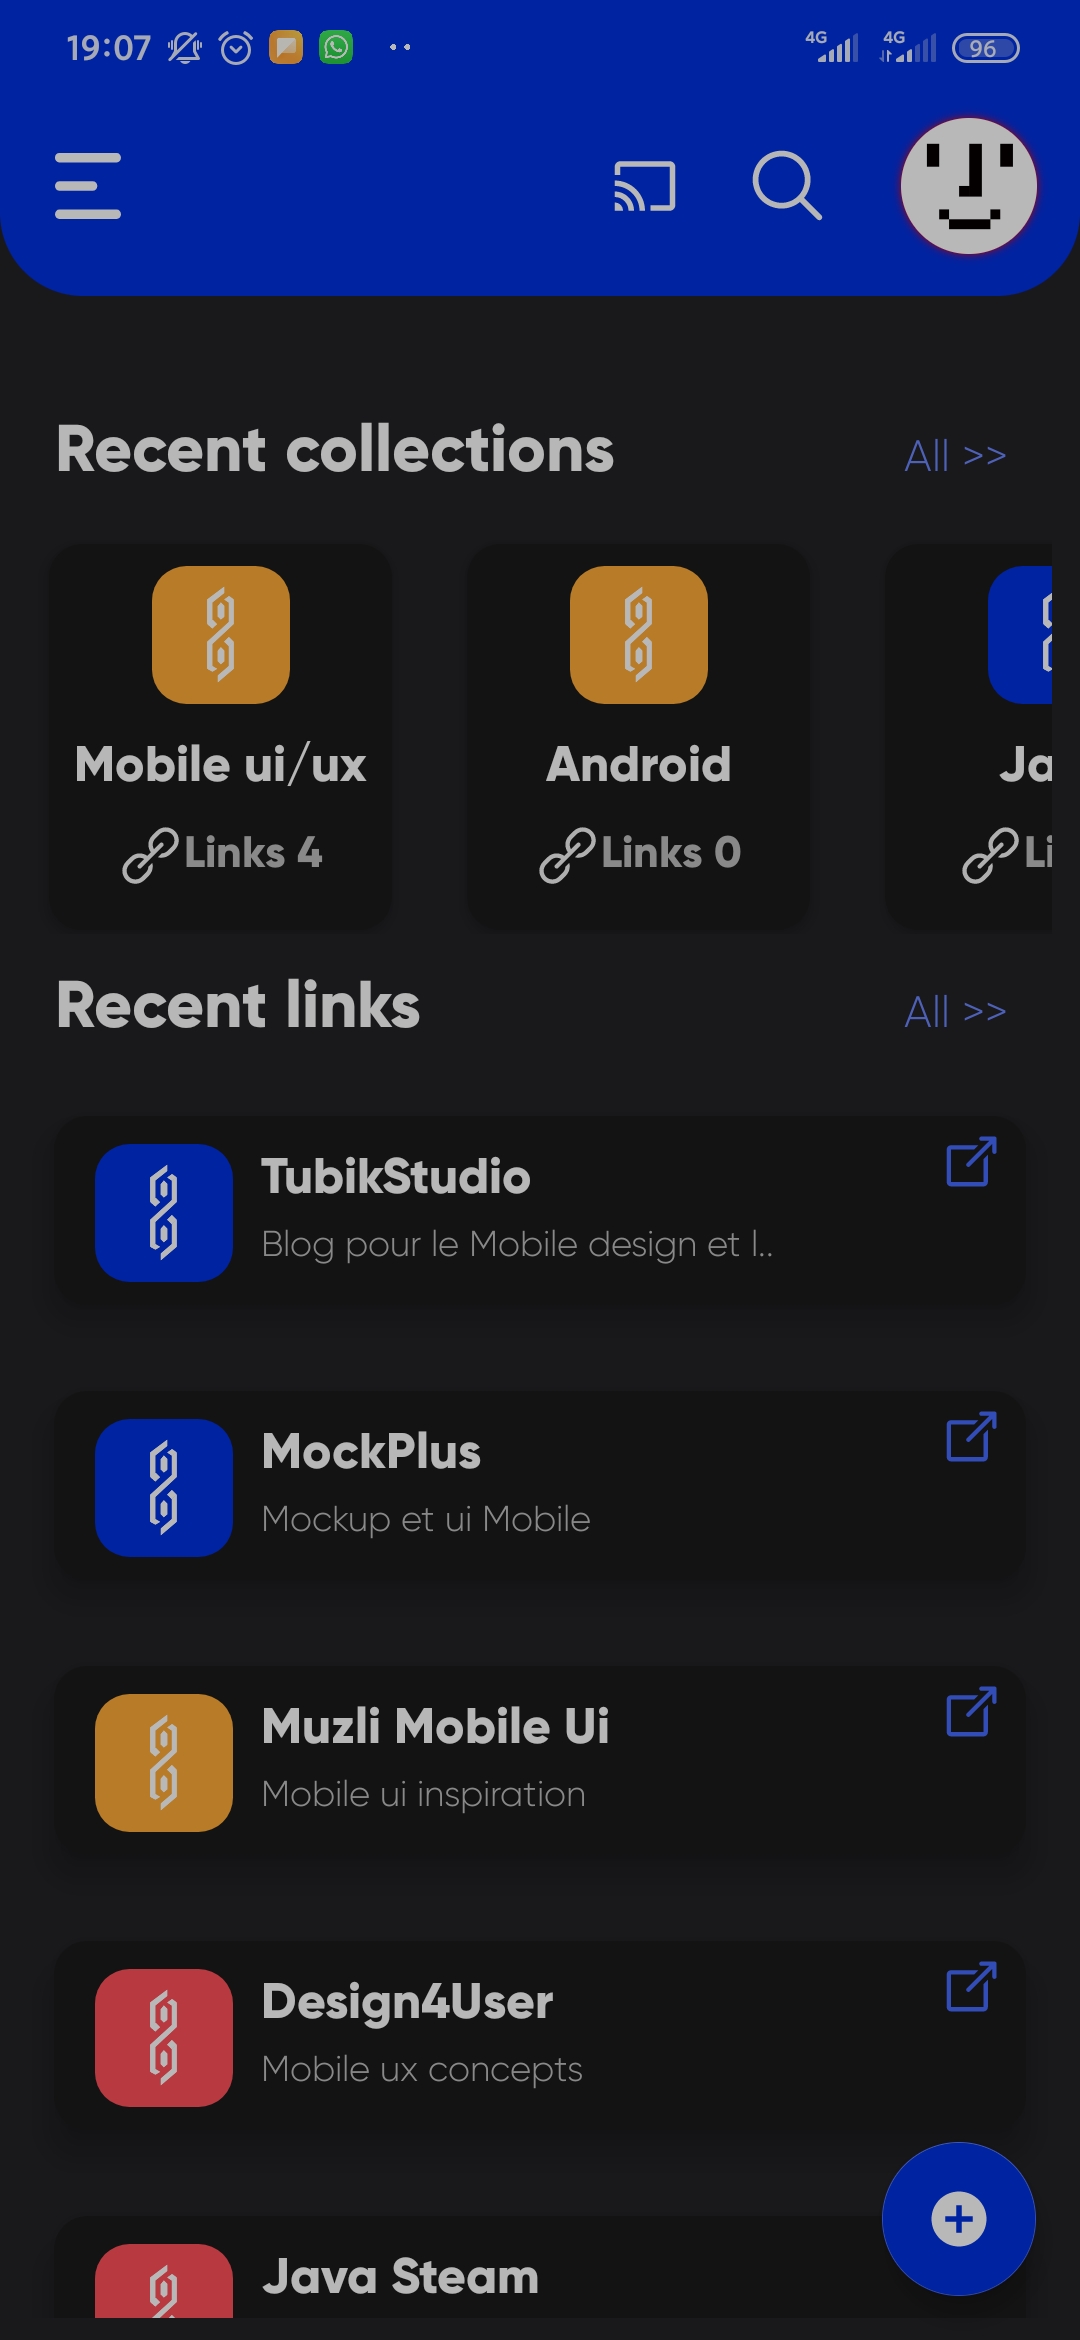 19:07
4G 4G 96
Recent collections All >>
Mobile ui/ux Android Ja
Links 4 Links 0 Li
Recent links All >>
TubikStudio
Blog pour le Mobile design et l..
MockPlus
Mockup et ui Mobile
Muzli Mobile Ui
Mobile ui inspiration
Design4User
Mobile ux concepts
Java Steam